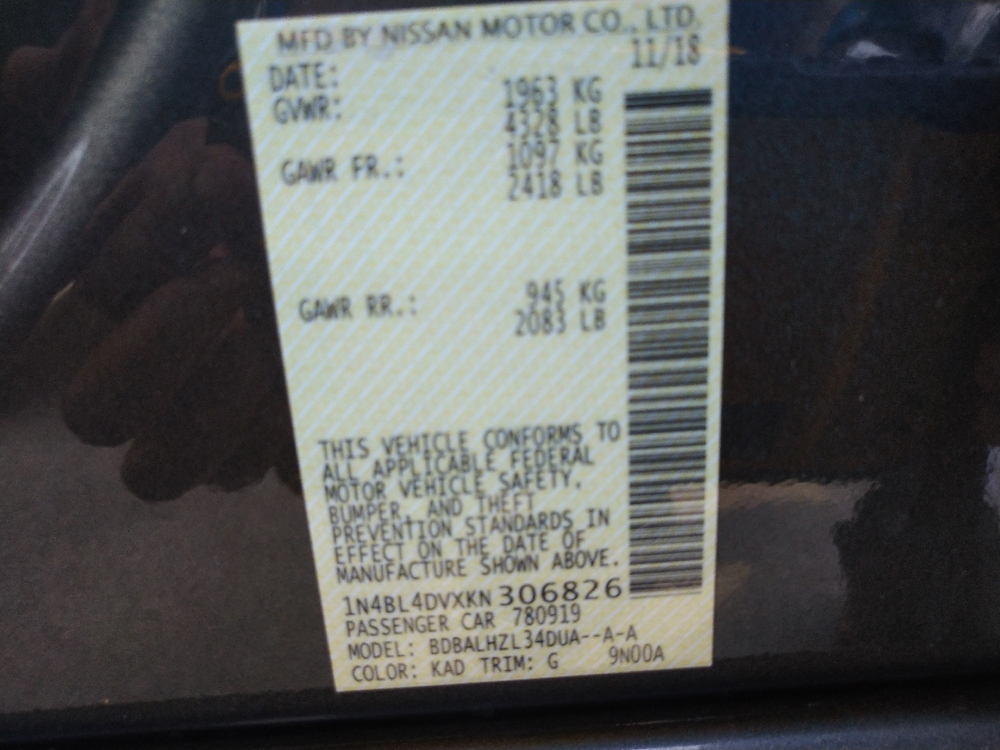 MFD BY NISSAN MOTOR CO., LTD.
DATE: 11/18
GVWR: 1963 KG
4328 LB
GAWR FR.: 1097 KG
2418 LB
GAWR RR.: 945 KG
2083 LB
THIS VEHICLE CONFORMS TO
ALL APPLICABLE FEDERAL
MOTOR VEHICLE SAFETY,
BUMPER, AND THEFT
PREVENTION STANDARDS IN
EFFECT ON THE DATE OF
MANUFACTURE SHOWN ABOVE.
1N4BL4DVXKN306826
PASSENGER CAR 780919
MODEL: BDBALHZL34DUA--A-A
COLOR: KAD TRIM: G 9N00A